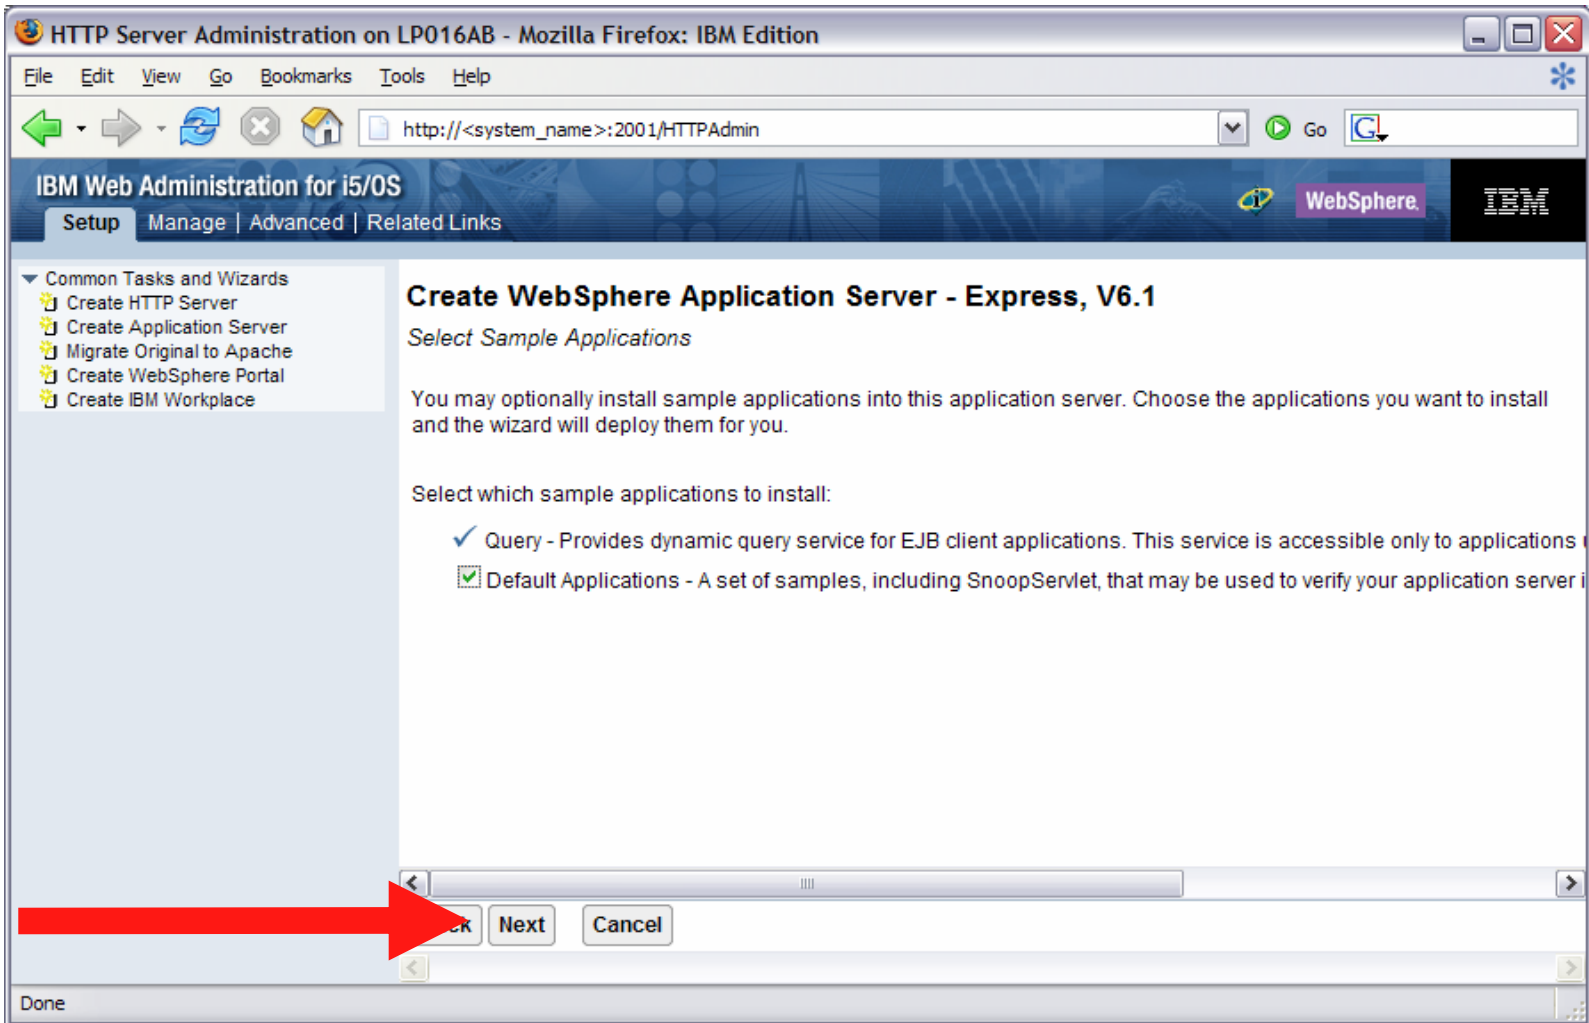 HTTP Server Administration on LP016AB - Mozilla Firefox: IBM Edition
File Edit View Go Bookmarks Tools Help
http://<system_name>:2001/HTTPAdmin Go G
IBM Web Administration for i5/OS
WebSphere. IBM
Setup Manage | Advanced | Related Links
Common Tasks and Wizards
Create HTTP Server
Create Application Server
Migrate Original to Apache
Create WebSphere Portal
Create IBM Workplace
Create WebSphere Application Server - Express, V6.1
Select Sample Applications
You may optionally install sample applications into this application server. Choose the applications you want to install
and the wizard will deploy them for you.
Select which sample applications to install:
Query - Provides dynamic query service for EJB client applications. This service is accessible only to applications
Default Applications - A set of samples, including SnoopServlet, that may be used to verify your application server
Next Cancel
Done